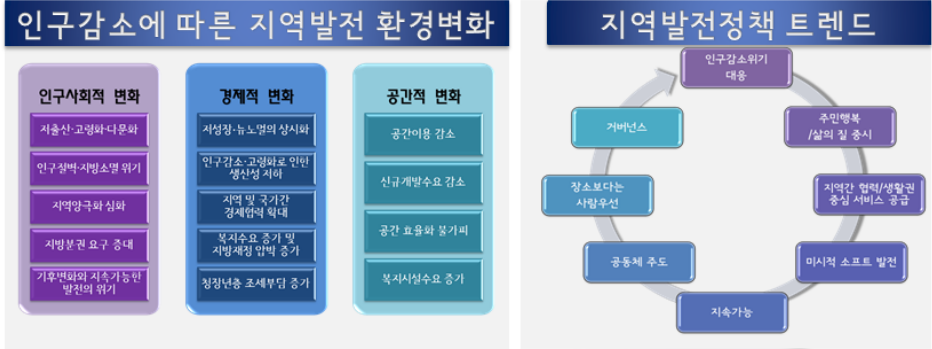 인구감소에 따른 지역발전 환경변화
인구사회적 변화
저출산·고령화·다문화
인구절벽·지방소멸 위기
지역양극화 심화
지방분권 요구 증대
기후변화와 지속가능한
발전의 위기
경제적 변화
저성장-뉴노멀의 상시화
인구감소·고령화로 인한
생산성 저하
지역 및 국가간
경제협력 확대
복지수요 증가 및
지방재정 압박 증가
청장년층 조세부담 증가
공간적 변화
공간이용 감소
신규개발수요 감소
공간 효율화 불가피
복지시설수요 증가
지역발전정책 트렌드
인구감소위기
대응
주민행복
/삶의 질 중시
지역간 협력/생활권
중심 서비스 공급
미시적 소프트 발전
지속가능
공동체 주도
장소보다는
사람우선
거버넌스